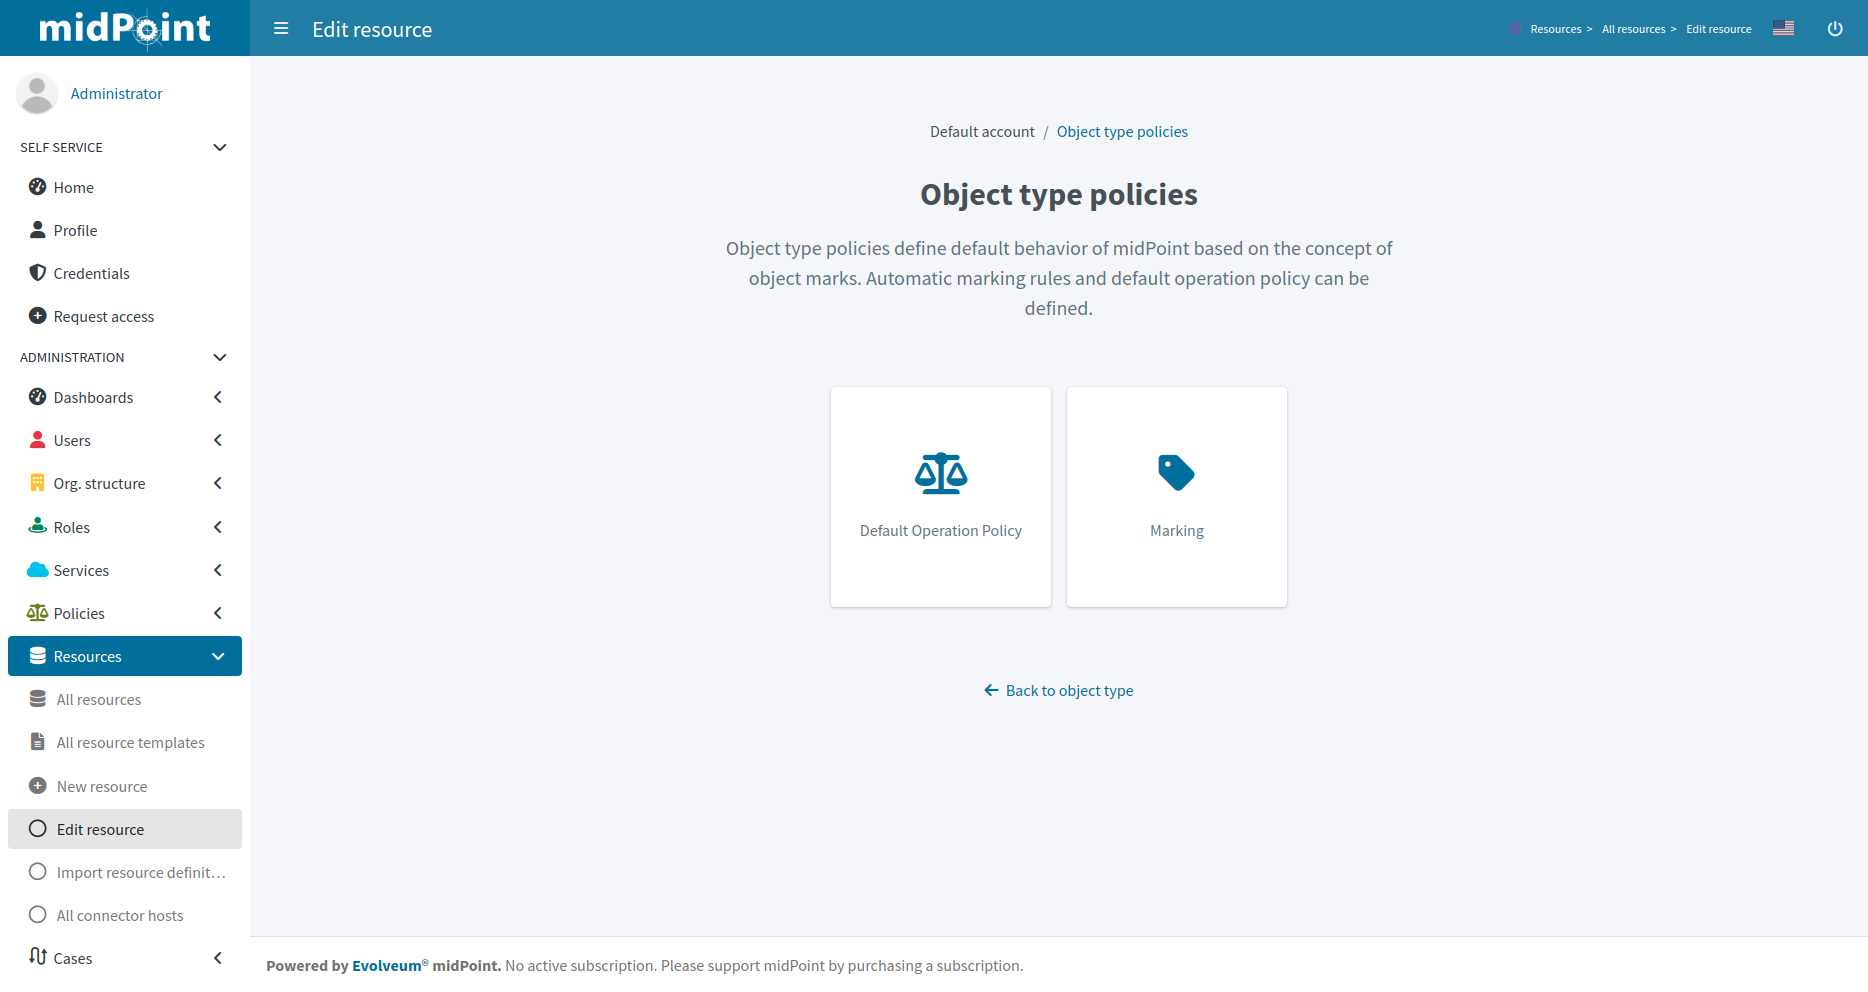 midPoint
Edit resource
Resources > All resources > Edit resource
Administrator
SELF SERVICE
Home
Profile
Credentials
Request access
ADMINISTRATION
Dashboards
Users
Org. structure
Roles
Services
Policies
Resources
All resources
All resource templates
New resource
Edit resource
Import resource definit...
All connector hosts
Cases
Default account / Object type policies
Object type policies
Object type policies define default behavior of midPoint based on the concept of
object marks. Automatic marking rules and default operation policy can be
defined.
Default Operation Policy
Marking
Back to object type
Powered by Evolveum® midPoint. No active subscription. Please support midPoint by purchasing a subscription.